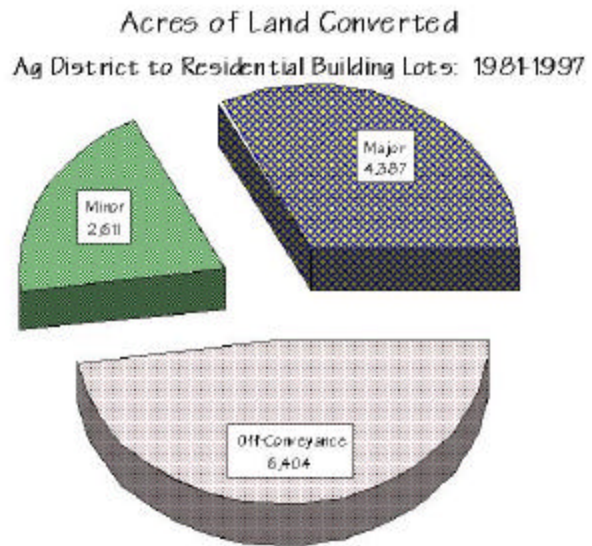 Acres of Land Converted
Ag District to Residential Building Lots: 1981-1997
Major
4,387
Minor
2,611
Off-Conveyance
6,404